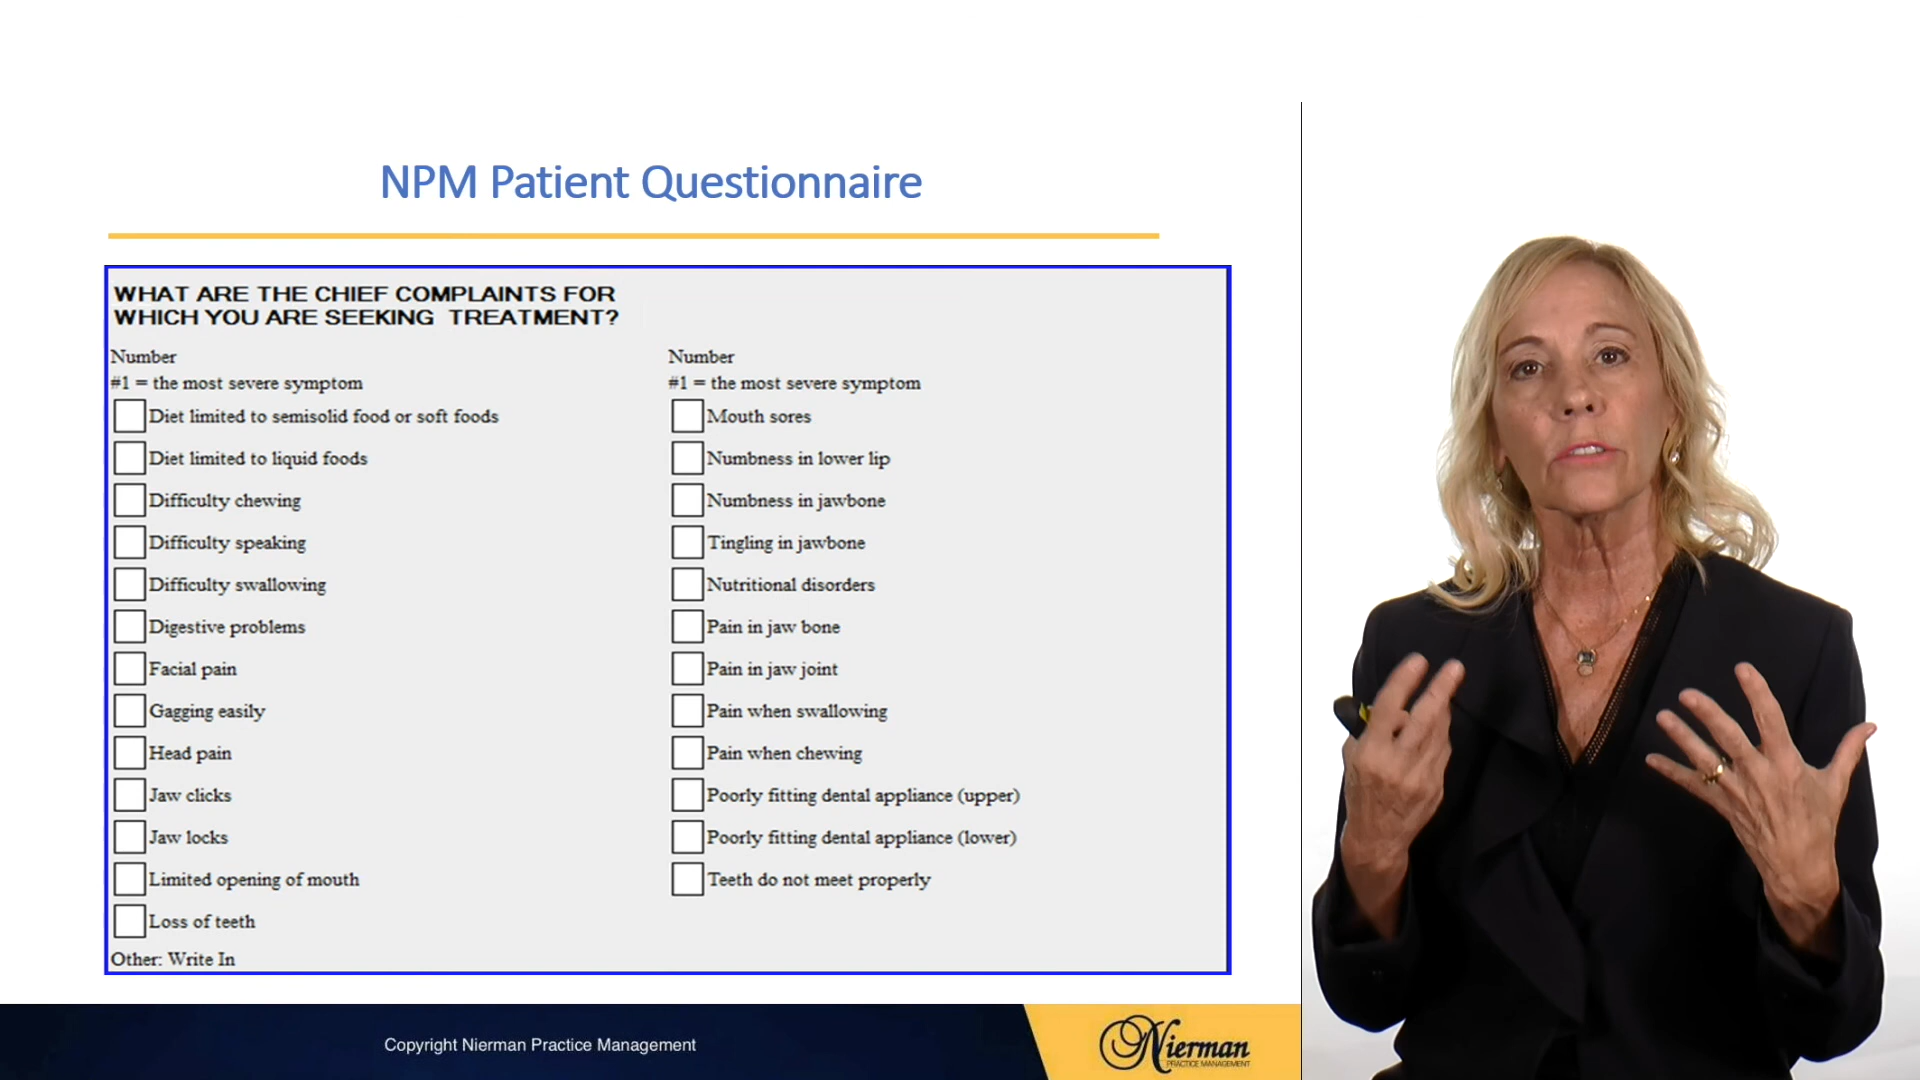 NPM Patient Questionnaire
WHAT ARE THE CHIEF COMPLAINTS FOR
WHICH YOU ARE SEEKING TREATMENT?
Number
#1 = the most severe symptom
Diet limited to semisolid food or soft foods
Diet limited to liquid foods
Difficulty chewing
Difficulty speaking
Difficulty swallowing
Digestive problems
Facial pain
Gagging easily
Head pain
Jaw clicks
Jaw locks
Limited opening of mouth
Loss of teeth
Other: Write In
Number
#1 = the most severe symptom
Mouth sores
Numbness in lower lip
Numbness in jawbone
Tingling in jawbone
Nutritional disorders
Pain in jaw bone
Pain in jaw joint
Pain when swallowing
Pain when chewing
Poorly fitting dental appliance (upper)
Poorly fitting dental appliance (lower)
Teeth do not meet properly
Copyright Nierman Practice Management
Nierman
PRACTICE MANAGEMENT